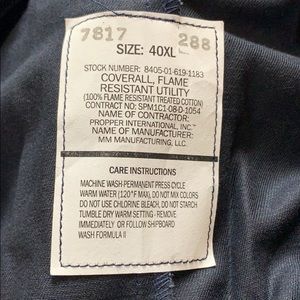 7817 288
SIZE: 40XL
STOCK NUMBER: 8405-01-619-1183
COVERALL, FLAME
RESISTANT UTILITY
(100% FLAME RESISTANT TREATED COTTON)
CONTRACT NO: SPM1C1-08-D-1054
NAME OF CONTRACTOR:
PROPPER INTERNATIONAL, INC.
NAME OF MANUFACTURER:
MM MANUFACTURING, LLC.
CARE INSTRUCTIONS
MACHINE WASH-PERMANENT PRESS CYCLE
WARM WATER (120°F MAX), DO NOT MIX COLORS
DO NOT USE CHLORINE BLEACH, DO NOT STARCH
TUMBLE DRY WARM SETTING - REMOVE
IMMEDIATELY OR FOLLOW SHIPBOARD
WASH FORMULA II